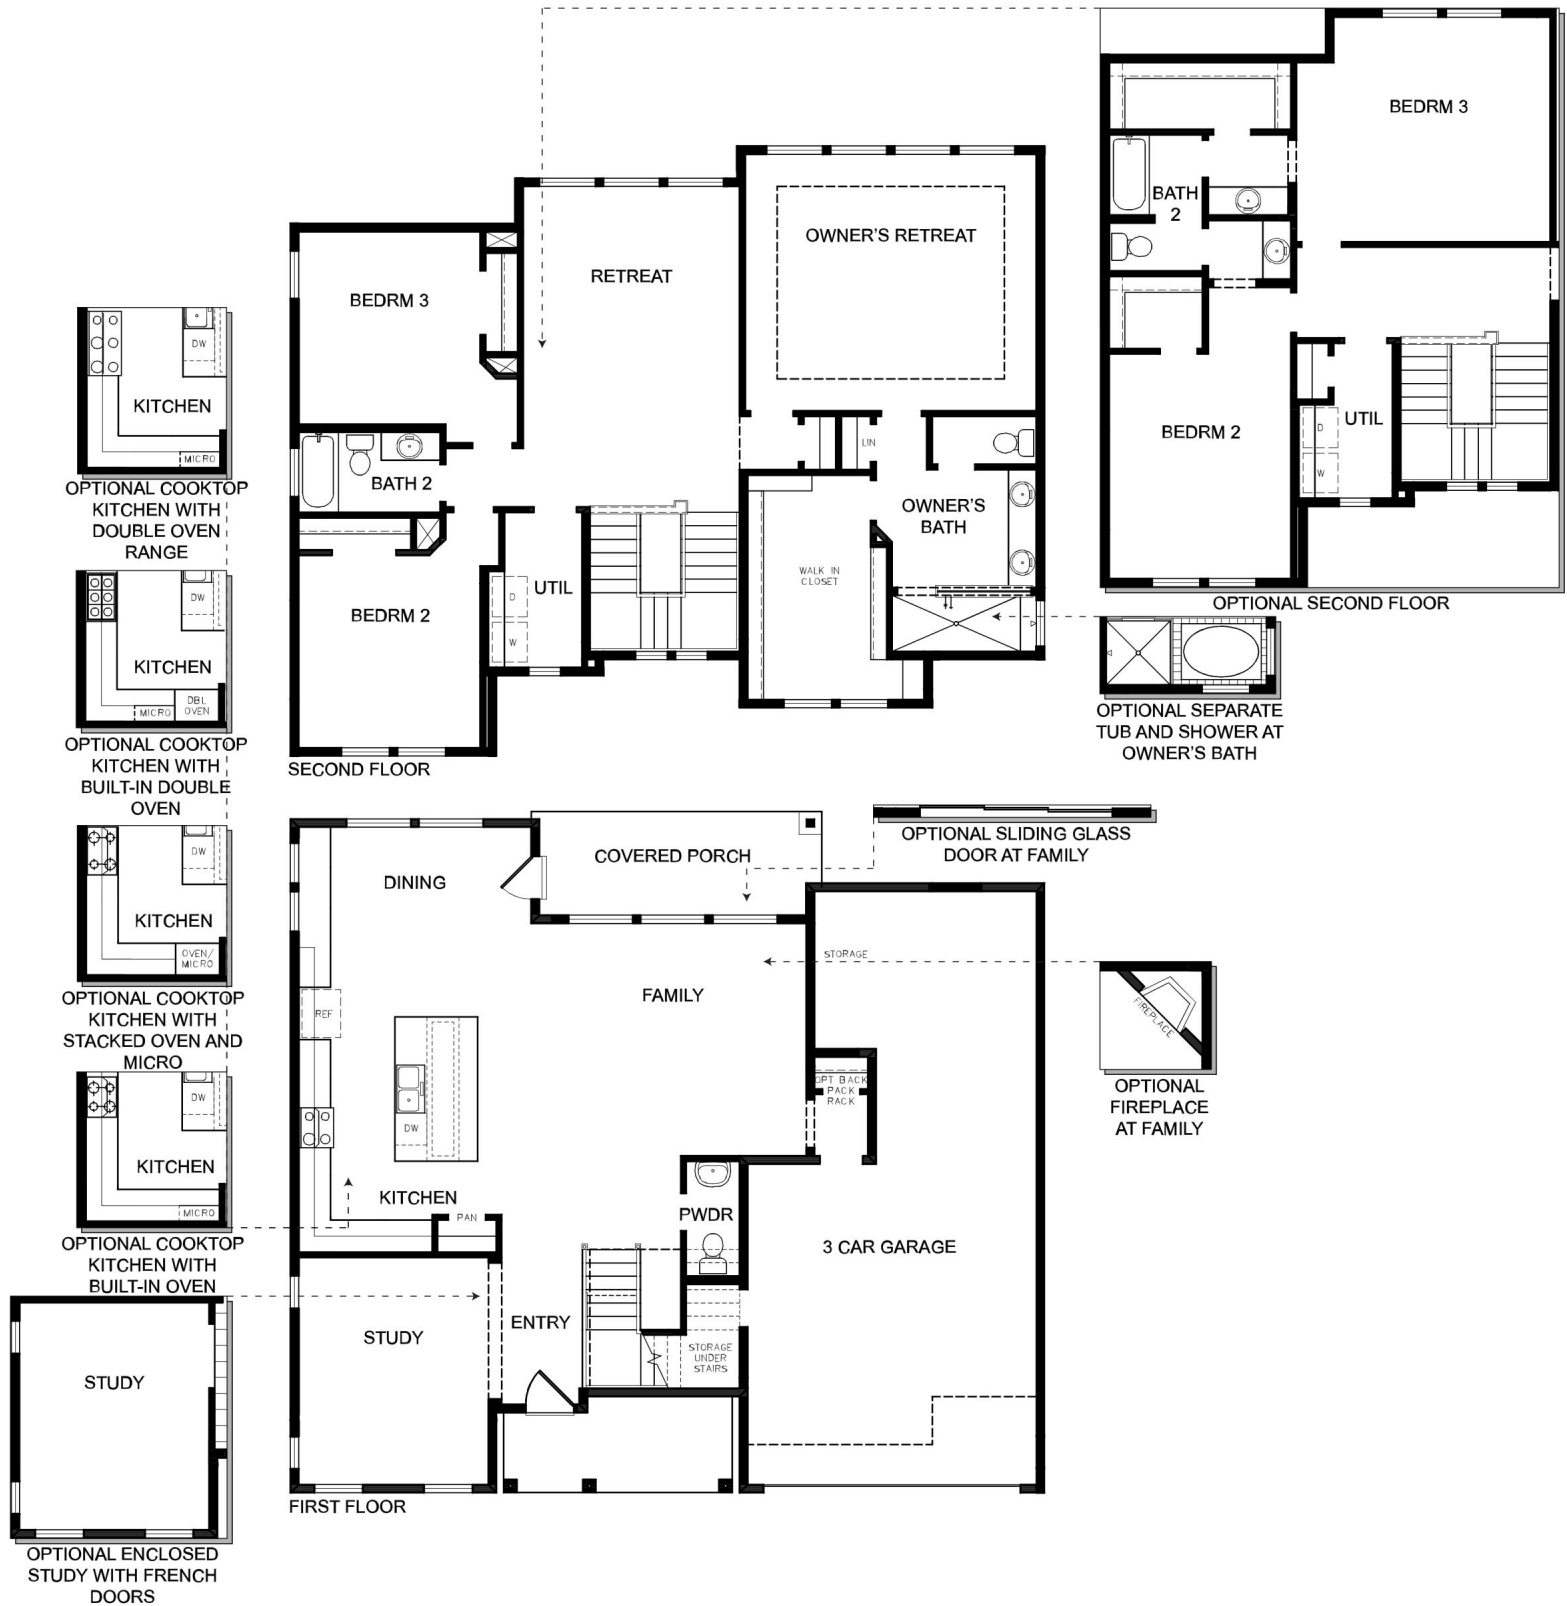 BEDRM 3
BATH
2
BEDRM 2
UTIL
D
W
OPTIONAL SECOND FLOOR
OWNER'S RETREAT
RETREAT
BEDRM 3
LIN
BATH 2
OWNER'S
BATH
WALK IN
CLOSET
UTIL
D
W
BEDRM 2
SECOND FLOOR
OPTIONAL SEPARATE
TUB AND SHOWER AT
OWNER'S BATH
DW
KITCHEN
MICRO
OPTIONAL COOKTOP
KITCHEN WITH
DOUBLE OVEN
RANGE
DW
KITCHEN
MICRO
DBL
OVEN
OPTIONAL COOKTOP
KITCHEN WITH
BUILT-IN DOUBLE
OVEN
DW
KITCHEN
OVEN/
MICRO
OPTIONAL COOKTOP
KITCHEN WITH
STACKED OVEN AND
MICRO
DW
KITCHEN
MICRO
OPTIONAL COOKTOP
KITCHEN WITH
BUILT-IN OVEN
STUDY
OPTIONAL ENCLOSED
STUDY WITH FRENCH
DOORS
OPTIONAL SLIDING GLASS
DOOR AT FAMILY
COVERED PORCH
DINING
STORAGE
FAMILY
REF
OPT BACK
PACK
RACK
DW
KITCHEN
PAN
PWDR
3 CAR GARAGE
ENTRY
STUDY
STORAGE
UNDER
STAIRS
FIRST FLOOR
FIREPLACE
OPTIONAL
FIREPLACE
AT FAMILY